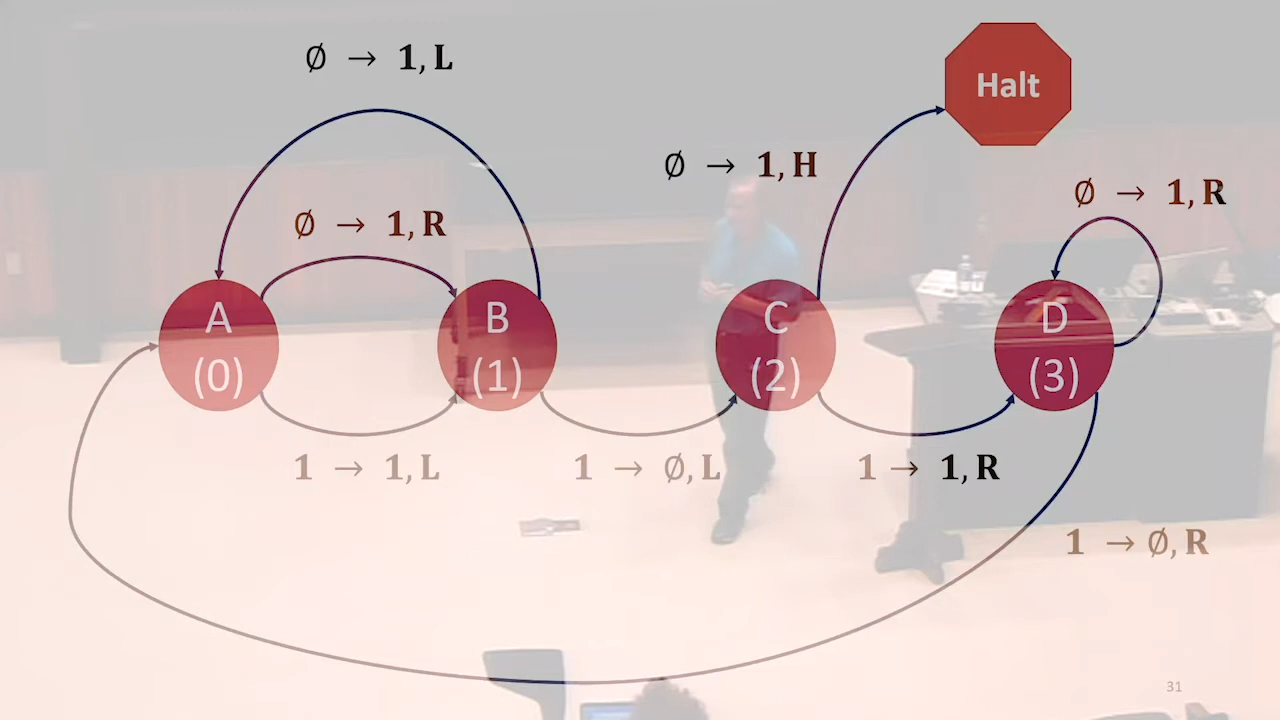 ∅ → 1, L
Halt
∅ → 1, H
∅ → 1, R
∅ → 1, R
A
(0)
B
(1)
C
(2)
D
(3)
1 → 1, L
1 → ∅, L
1 → 1, R
1 → ∅, R
31